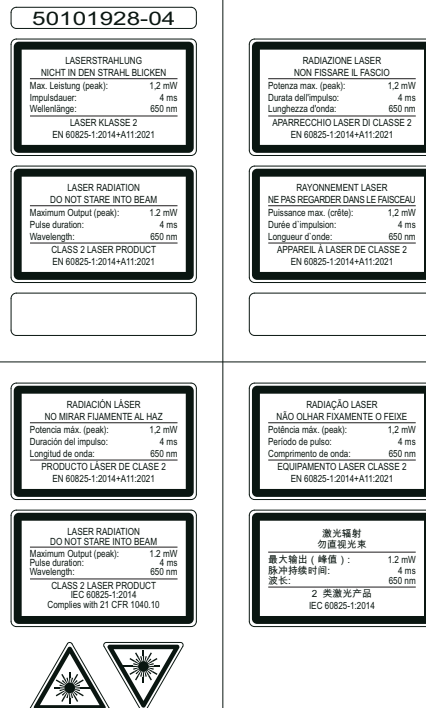 50101928-04
LASERSTRAHLUNG
NICHT IN DEN STRAHL BLICKEN
Max. Leistung (peak): 1,2 mW
Impulsdauer: 4 ms
Wellenlänge: 650 nm
LASER KLASSE 2
EN 60825-1:2014+A11:2021
RADIAZIONE LASER
NON FISSARE IL FASCIO
Potenza max. (peak): 1,2 mW
Durata dell'impulso: 4 ms
Lunghezza d'onda: 650 nm
APARRECCHIO LASER DI CLASSE 2
EN 60825-1:2014+A11:2021
LASER RADIATION
DO NOT STARE INTO BEAM
Maximum Output (peak): 1.2 mW
Pulse duration: 4 ms
Wavelength: 650 nm
CLASS 2 LASER PRODUCT
EN 60825-1:2014+A11:2021
RAYONNEMENT LASER
NE PAS REGARDER DANS LE FAISCEAU
Puissance max. (crête): 1,2 mW
Durée d´impulsion: 4 ms
Longueur d´onde: 650 nm
APPAREIL À LASER DE CLASSE 2
EN 60825-1:2014+A11:2021
RADIACIÓN LÁSER
NO MIRAR FIJAMENTE AL HAZ
Potencia máx. (peak): 1,2 mW
Duración del impulso: 4 ms
Longitud de onda: 650 nm
PRODUCTO LÁSER DE CLASE 2
EN 60825-1:2014+A11:2021
RADIAÇÃO LASER
NÃO OLHAR FIXAMENTE O FEIXE
Potência máx. (peak): 1,2 mW
Período de pulso: 4 ms
Comprimento de onda: 650 nm
EQUIPAMENTO LASER CLASSE 2
EN 60825-1:2014+A11:2021
LASER RADIATION
DO NOT STARE INTO BEAM
Maximum Output (peak): 1.2 mW
Pulse duration: 4 ms
Wavelength: 650 nm
CLASS 2 LASER PRODUCT
IEC 60825-1:2014
Complies with 21 CFR 1040.10
激光辐射
勿直视光束
最大输出（峰值）: 1.2 mW
脉冲持续时间: 4 ms
波长: 650 nm
2 类激光产品
IEC 60825-1:2014